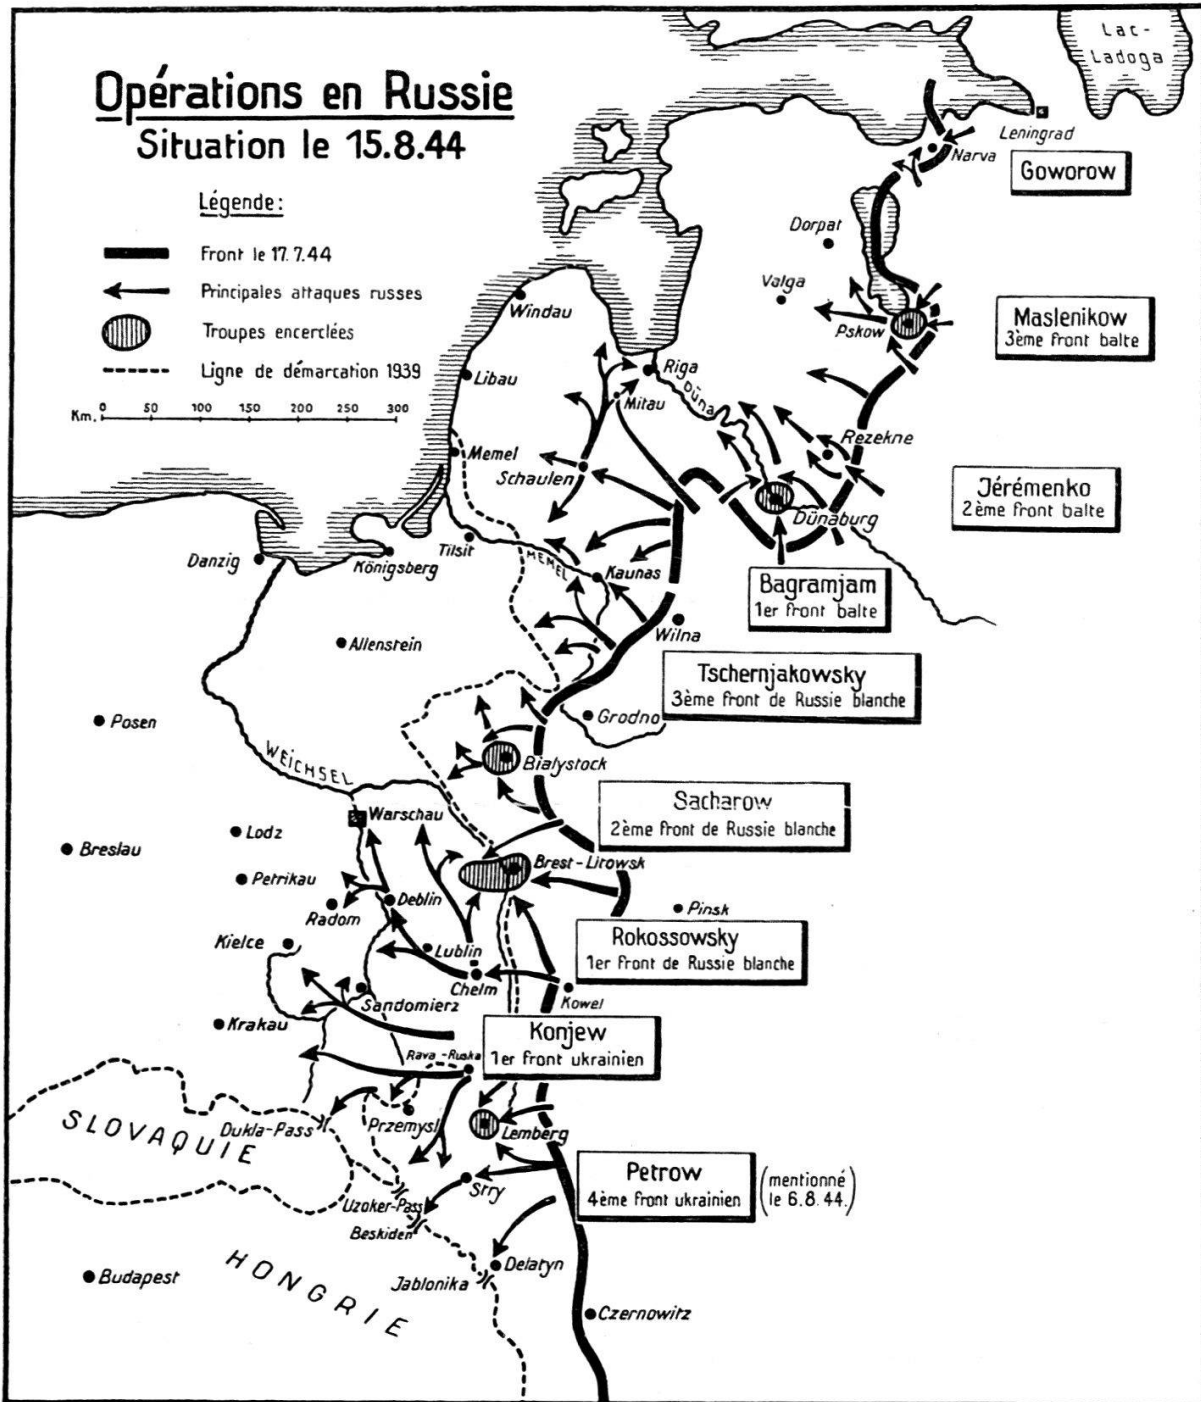 Opérations en Russie
Situation le 15.8.44
Légende:
Front le 17.7.44
Principales attaques russes
Troupes encerclées
Ligne de démarcation 1939
Km. 0 50 100 150 200 250 300
Lac-
Ladoga
Leningrad
Narva
Goworow
Dorpat
Valga
Pskow
Maslenikow
3ème front balte
Windau
Libau
Riga
Mitau
DÜNA
Rezekne
Memel
Schaulen
Dünaburg
Jérémenko
2ème front balte
Danzig
Königsberg
Tilsit
MEMEL
Kaunas
Bagramjam
1er front balte
Wilna
Allenstein
Tschernjakowsky
3ème front de Russie blanche
Posen
Grodno
WEICHSEL
Bialystock
Sacharow
2ème front de Russie blanche
Warschau
Lodz
Breslau
Brest-Litowsk
Petrikau
Radom
Deblin
Pinsk
Kielce
Lublin
Chelm
Rokossowsky
1er front de Russie blanche
Sandomierz
Kowel
Krakau
Konjew
1er front ukrainien
Rava-Ruska
SLOVAQUIE
Dukla-Pass
Przemysl
Lemberg
Petrow
4ème front ukrainien
(mentionné
le 6.8.44.)
Stry
Uzoker-Pass
Beskiden
HONGRIE
Budapest
Jablonika
Delatyn
Czernowitz